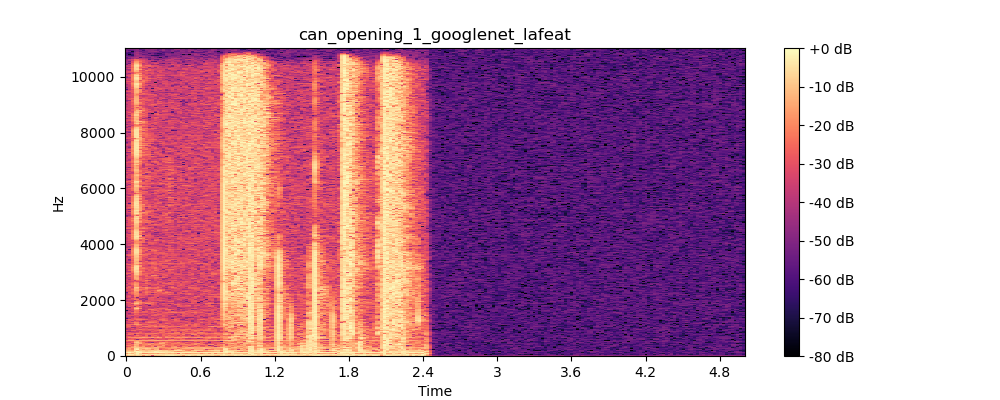 can_opening_1_googlenet_lafeat
Hz
10000
8000
6000
4000
2000
0
0 0.6 1.2 1.8 2.4 3 3.6 4.2 4.8
Time
+0 dB
-10 dB
-20 dB
-30 dB
-40 dB
-50 dB
-60 dB
-70 dB
-80 dB